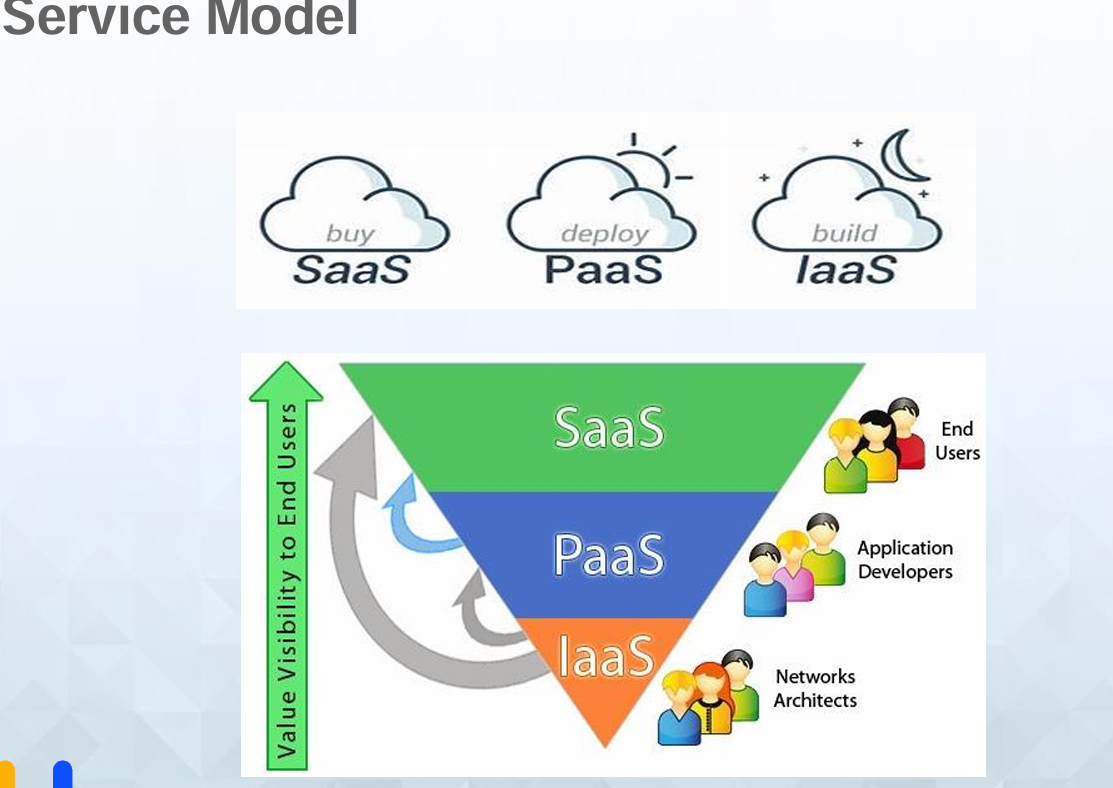 Service Model
buy
SaaS
deploy
PaaS
build
IaaS
Value Visibility to End Users
SaaS
End
Users
PaaS
Application
Developers
IaaS
Networks
Architects